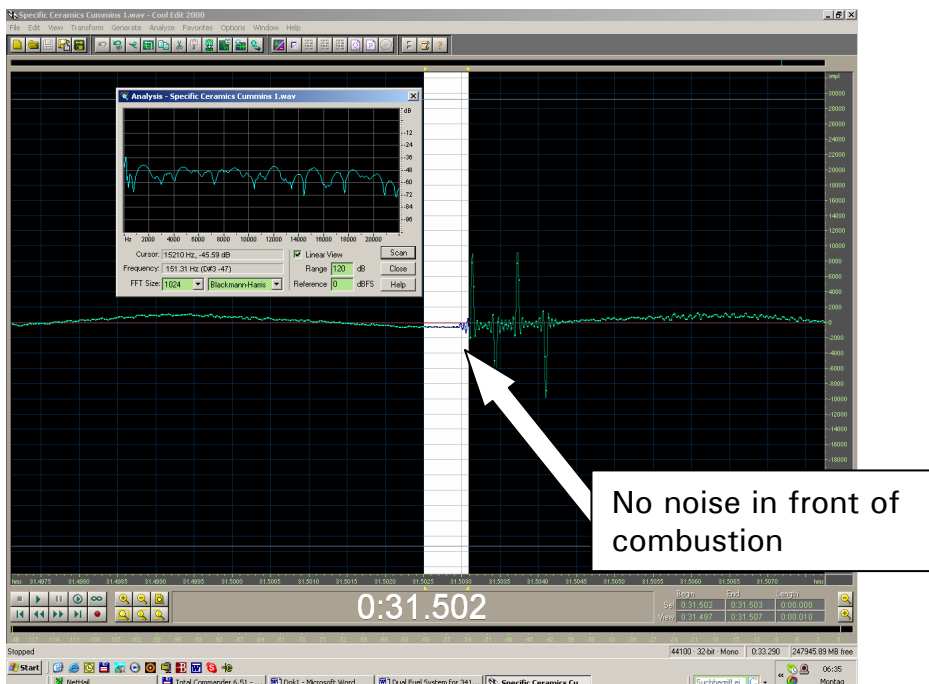 Specific Ceramics Cummins 1.wav - Cool Edit 2000
File Edit View Transform Generate Analyze Favorites Options Window Help
ampl
30000
28000
26000
24000
22000
20000
18000
16000
14000
12000
10000
8000
6000
4000
2000
0
-2000
-4000
-6000
-8000
-10000
-12000
-14000
-16000
-18000
Analysis - Specific Ceramics Cummins 1.wav
dB
-12
-24
-36
-48
-60
-72
-84
-96
Hz 2000 4000 6000 8000 10000 12000 14000 16000 18000 20000
Cursor: 15210 Hz, -45.59 dB
Linear View
Scan
Frequency: 151.31 Hz (D#3 -47)
Range 120 dB
Close
FFT Size: 1024 Blackmann-Harris
Reference 0 dBFS
Help
No noise in front of
combustion
hms 31.4975 31.4980 31.4985 31.4990 31.4995 31.5000 31.5005 31.5010 31.5015 31.5020 31.5025 31.5030 31.5035 31.5040 31.5045 31.5050 31.5055 31.5060 31.5065 31.5070 hms
0:31.502
Begin End Length
Sel 0:31.502 0:31.503 0:00.000
View 0:31.497 0:31.507 0:00.010
Stopped
44100 · 32-bit · Mono 0:33.290 247945.89 MB free
Start
06:35
NetHail
Total Commander 6.51 - ...
Dok1 - Microsoft Word
Dual Fuel System for 341...
Specific Ceramics Cu...
Suchbegriff ei
Montag